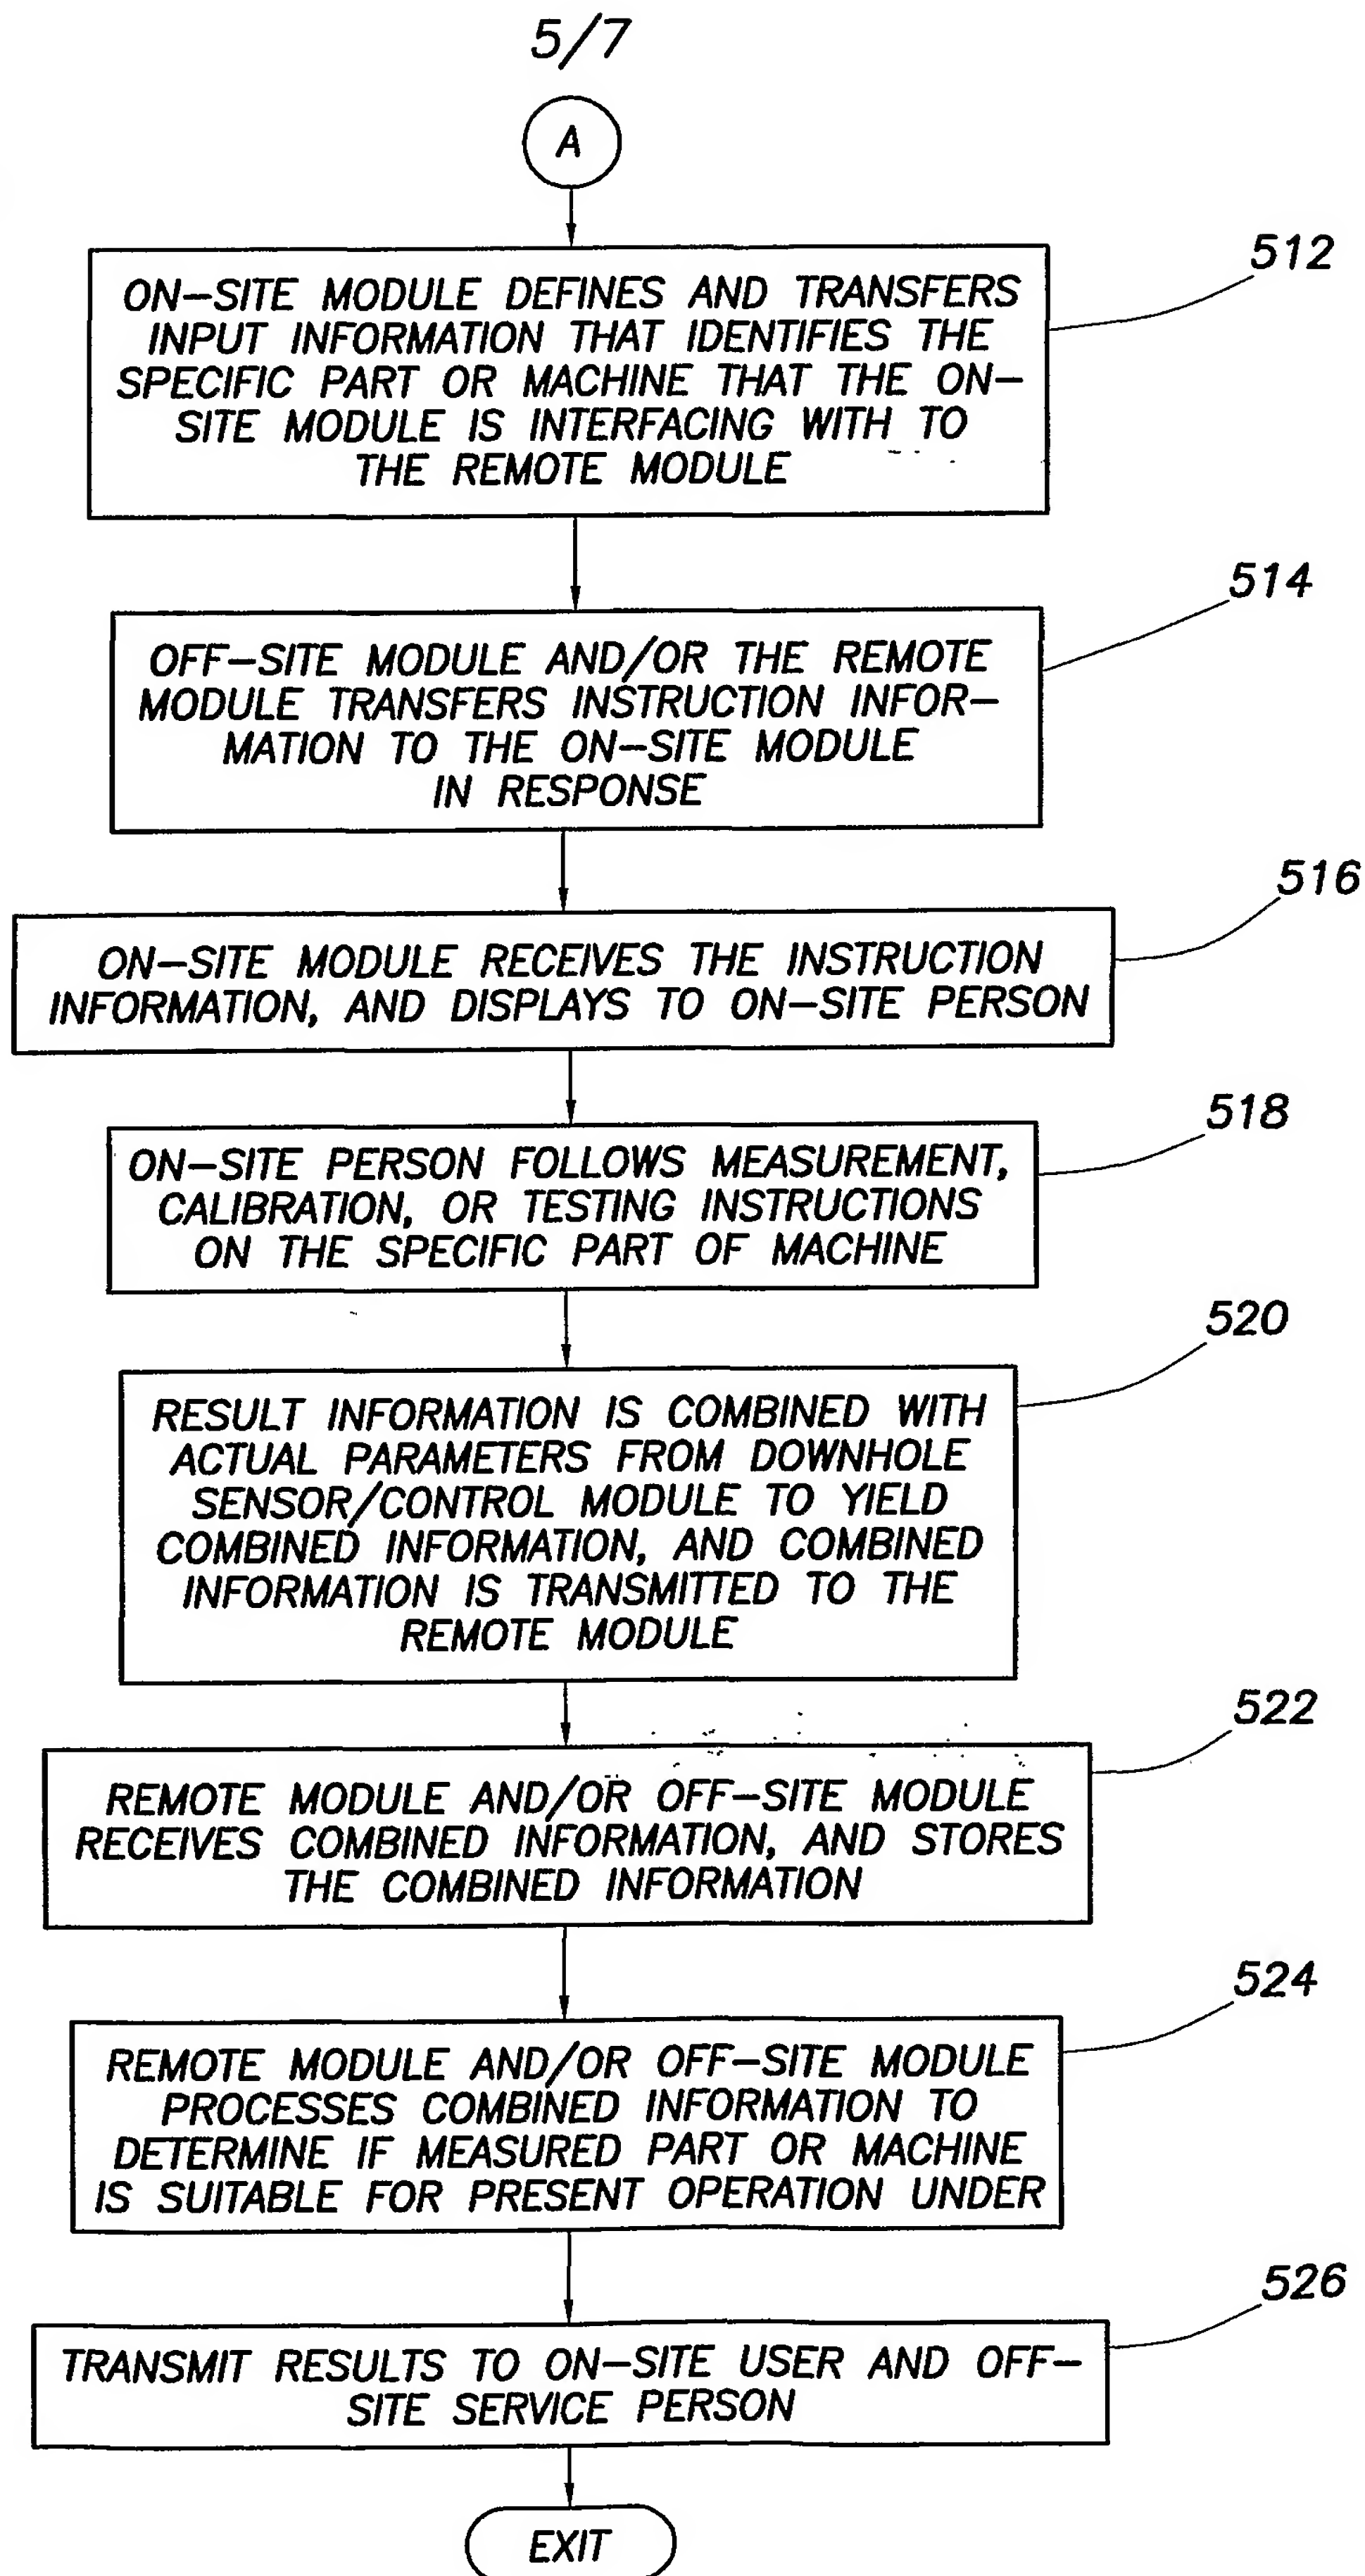 5/7
A
512
ON-SITE MODULE DEFINES AND TRANSFERS
INPUT INFORMATION THAT IDENTIFIES THE
SPECIFIC PART OR MACHINE THAT THE ON-
SITE MODULE IS INTERFACING WITH TO
THE REMOTE MODULE
514
OFF-SITE MODULE AND/OR THE REMOTE
MODULE TRANSFERS INSTRUCTION INFOR-
MATION TO THE ON-SITE MODULE
IN RESPONSE
516
ON-SITE MODULE RECEIVES THE INSTRUCTION
INFORMATION, AND DISPLAYS TO ON-SITE PERSON
518
ON-SITE PERSON FOLLOWS MEASUREMENT,
CALIBRATION, OR TESTING INSTRUCTIONS
ON THE SPECIFIC PART OF MACHINE
520
RESULT INFORMATION IS COMBINED WITH
ACTUAL PARAMETERS FROM DOWNHOLE
SENSOR/CONTROL MODULE TO YIELD
COMBINED INFORMATION, AND COMBINED
INFORMATION IS TRANSMITTED TO THE
REMOTE MODULE
522
REMOTE MODULE AND/OR OFF-SITE MODULE
RECEIVES COMBINED INFORMATION, AND STORES
THE COMBINED INFORMATION
524
REMOTE MODULE AND/OR OFF-SITE MODULE
PROCESSES COMBINED INFORMATION TO
DETERMINE IF MEASURED PART OR MACHINE
IS SUITABLE FOR PRESENT OPERATION UNDER
526
TRANSMIT RESULTS TO ON-SITE USER AND OFF-
SITE SERVICE PERSON
EXIT